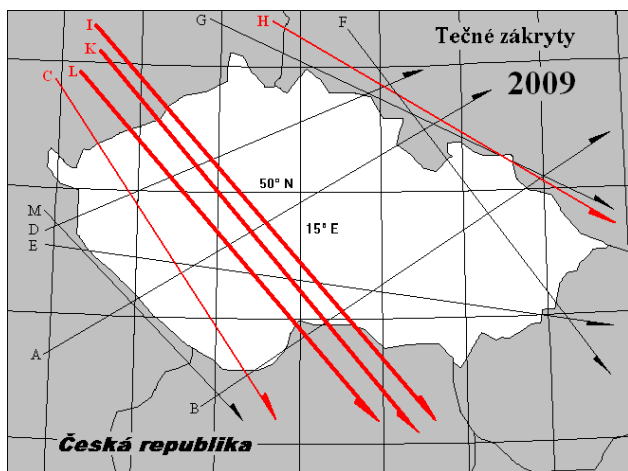 I
G
H
F
Tečné zákryty
K
L
C
2009
50° N
M
15° E
D
E
A
B
Česká republika